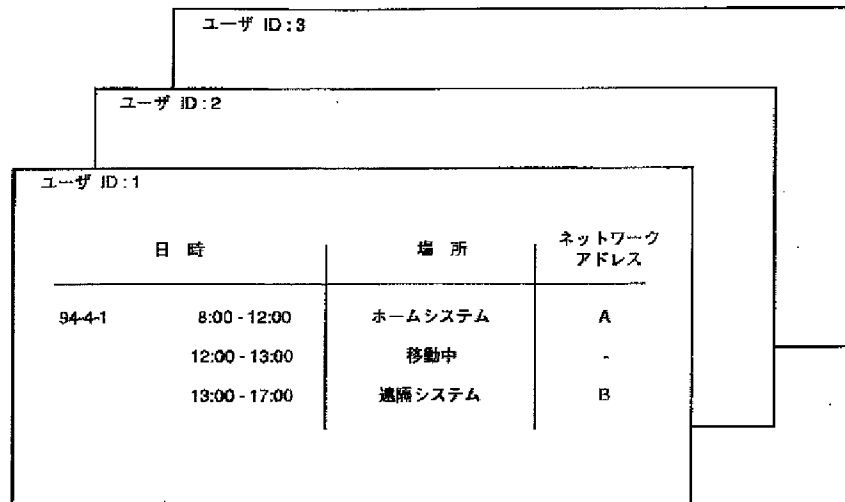 ユーザ ID : 3
ユーザ ID : 2
ユーザ ID : 1
日 時 場 所 ネットワーク
アドレス
94-4-1 8:00 - 12:00 ホームシステム A
12:00 - 13:00 移動中 -
13:00 - 17:00 遠隔システム B